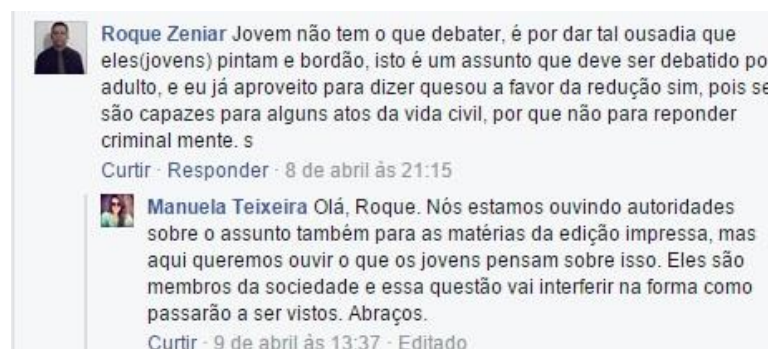 Roque Zeniar Jovem não tem o que debater, é por dar tal ousadia que
eles(jovens) pintam e bordão, isto é um assunto que deve ser debatido po
adulto, e eu já aproveito para dizer quesou a favor da redução sim, pois se
são capazes para alguns atos da vida civil, por que não para reponder
criminal mente. s
Curtir · Responder · 8 de abril às 21:15
Manuela Teixeira Olá, Roque. Nós estamos ouvindo autoridades
sobre o assunto também para as matérias da edição impressa, mas
aqui queremos ouvir o que os jovens pensam sobre isso. Eles são
membros da sociedade e essa questão vai interferir na forma como
passarão a ser vistos. Abraços.
Curtir · 9 de abril às 13:37 · Editado